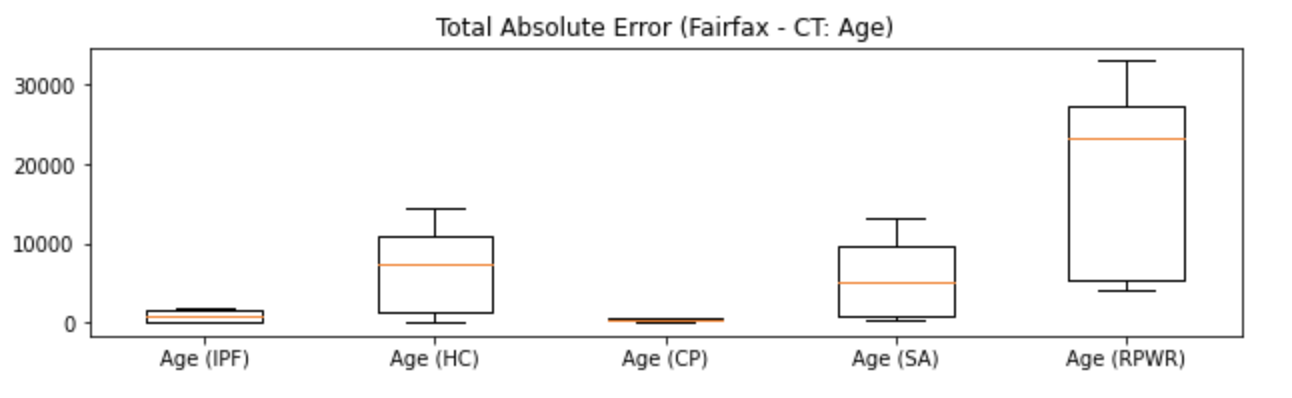 Total Absolute Error (Fairfax - CT: Age)
30000
20000
10000
0
Age (IPF) Age (HC) Age (CP) Age (SA) Age (RPWR)